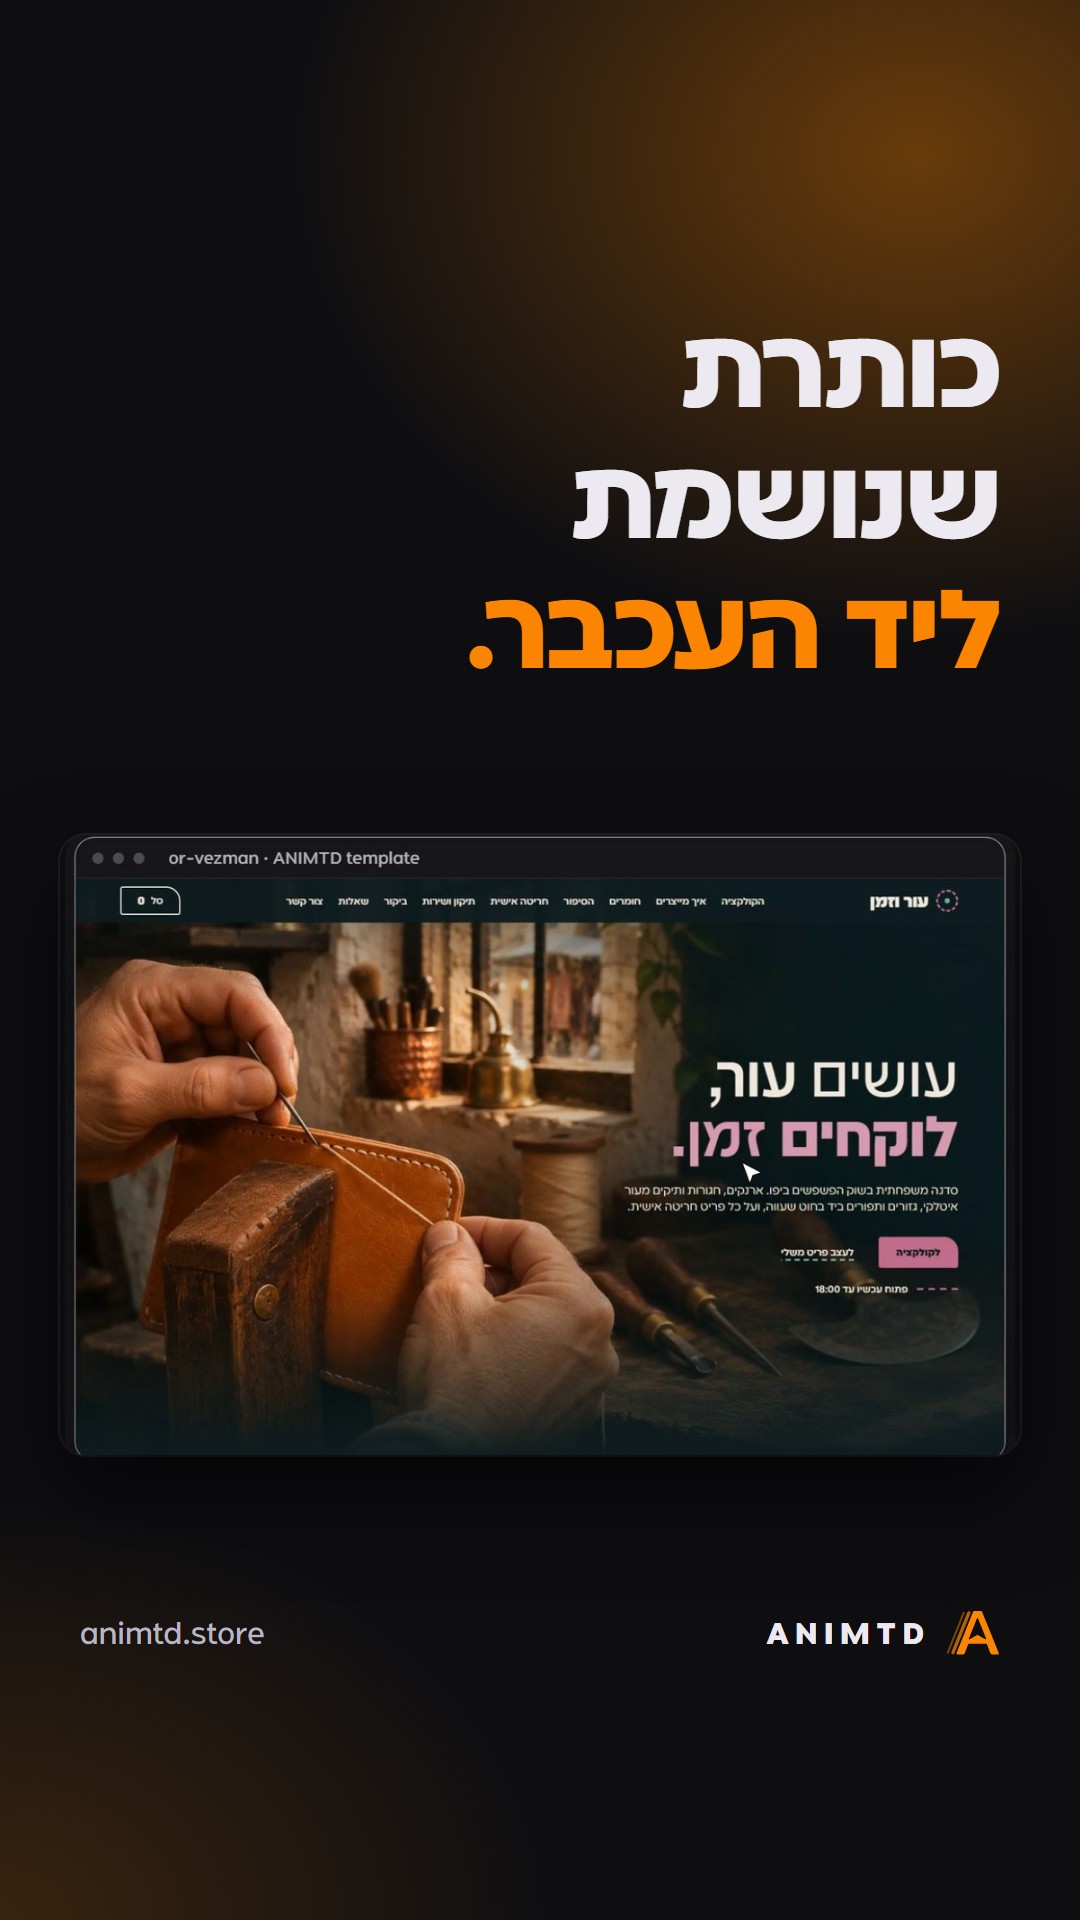 כותרת
שנושמת
ליד העכבר.
or-vezman · ANIMTD template
עור וזמן
הקולקציה איך מייצרים חומרים הסיפור חריטה אישית תיקון ושירות ביקור שאלות צור קשר
סל 0
עושים עור,
לוקחים זמן.
סדנה משפחתית בשוק הפשפשים ביפו. ארנקים, חגורות ותיקים מעור
איטלקי, גזורים ותפורים ביד בחוט שעווה, ועל כל פריט חריטה אישית.
לקולקציה לעצב פריט משלי
פתוח עכשיו עד 18:00
animtd.store
ANIMTD